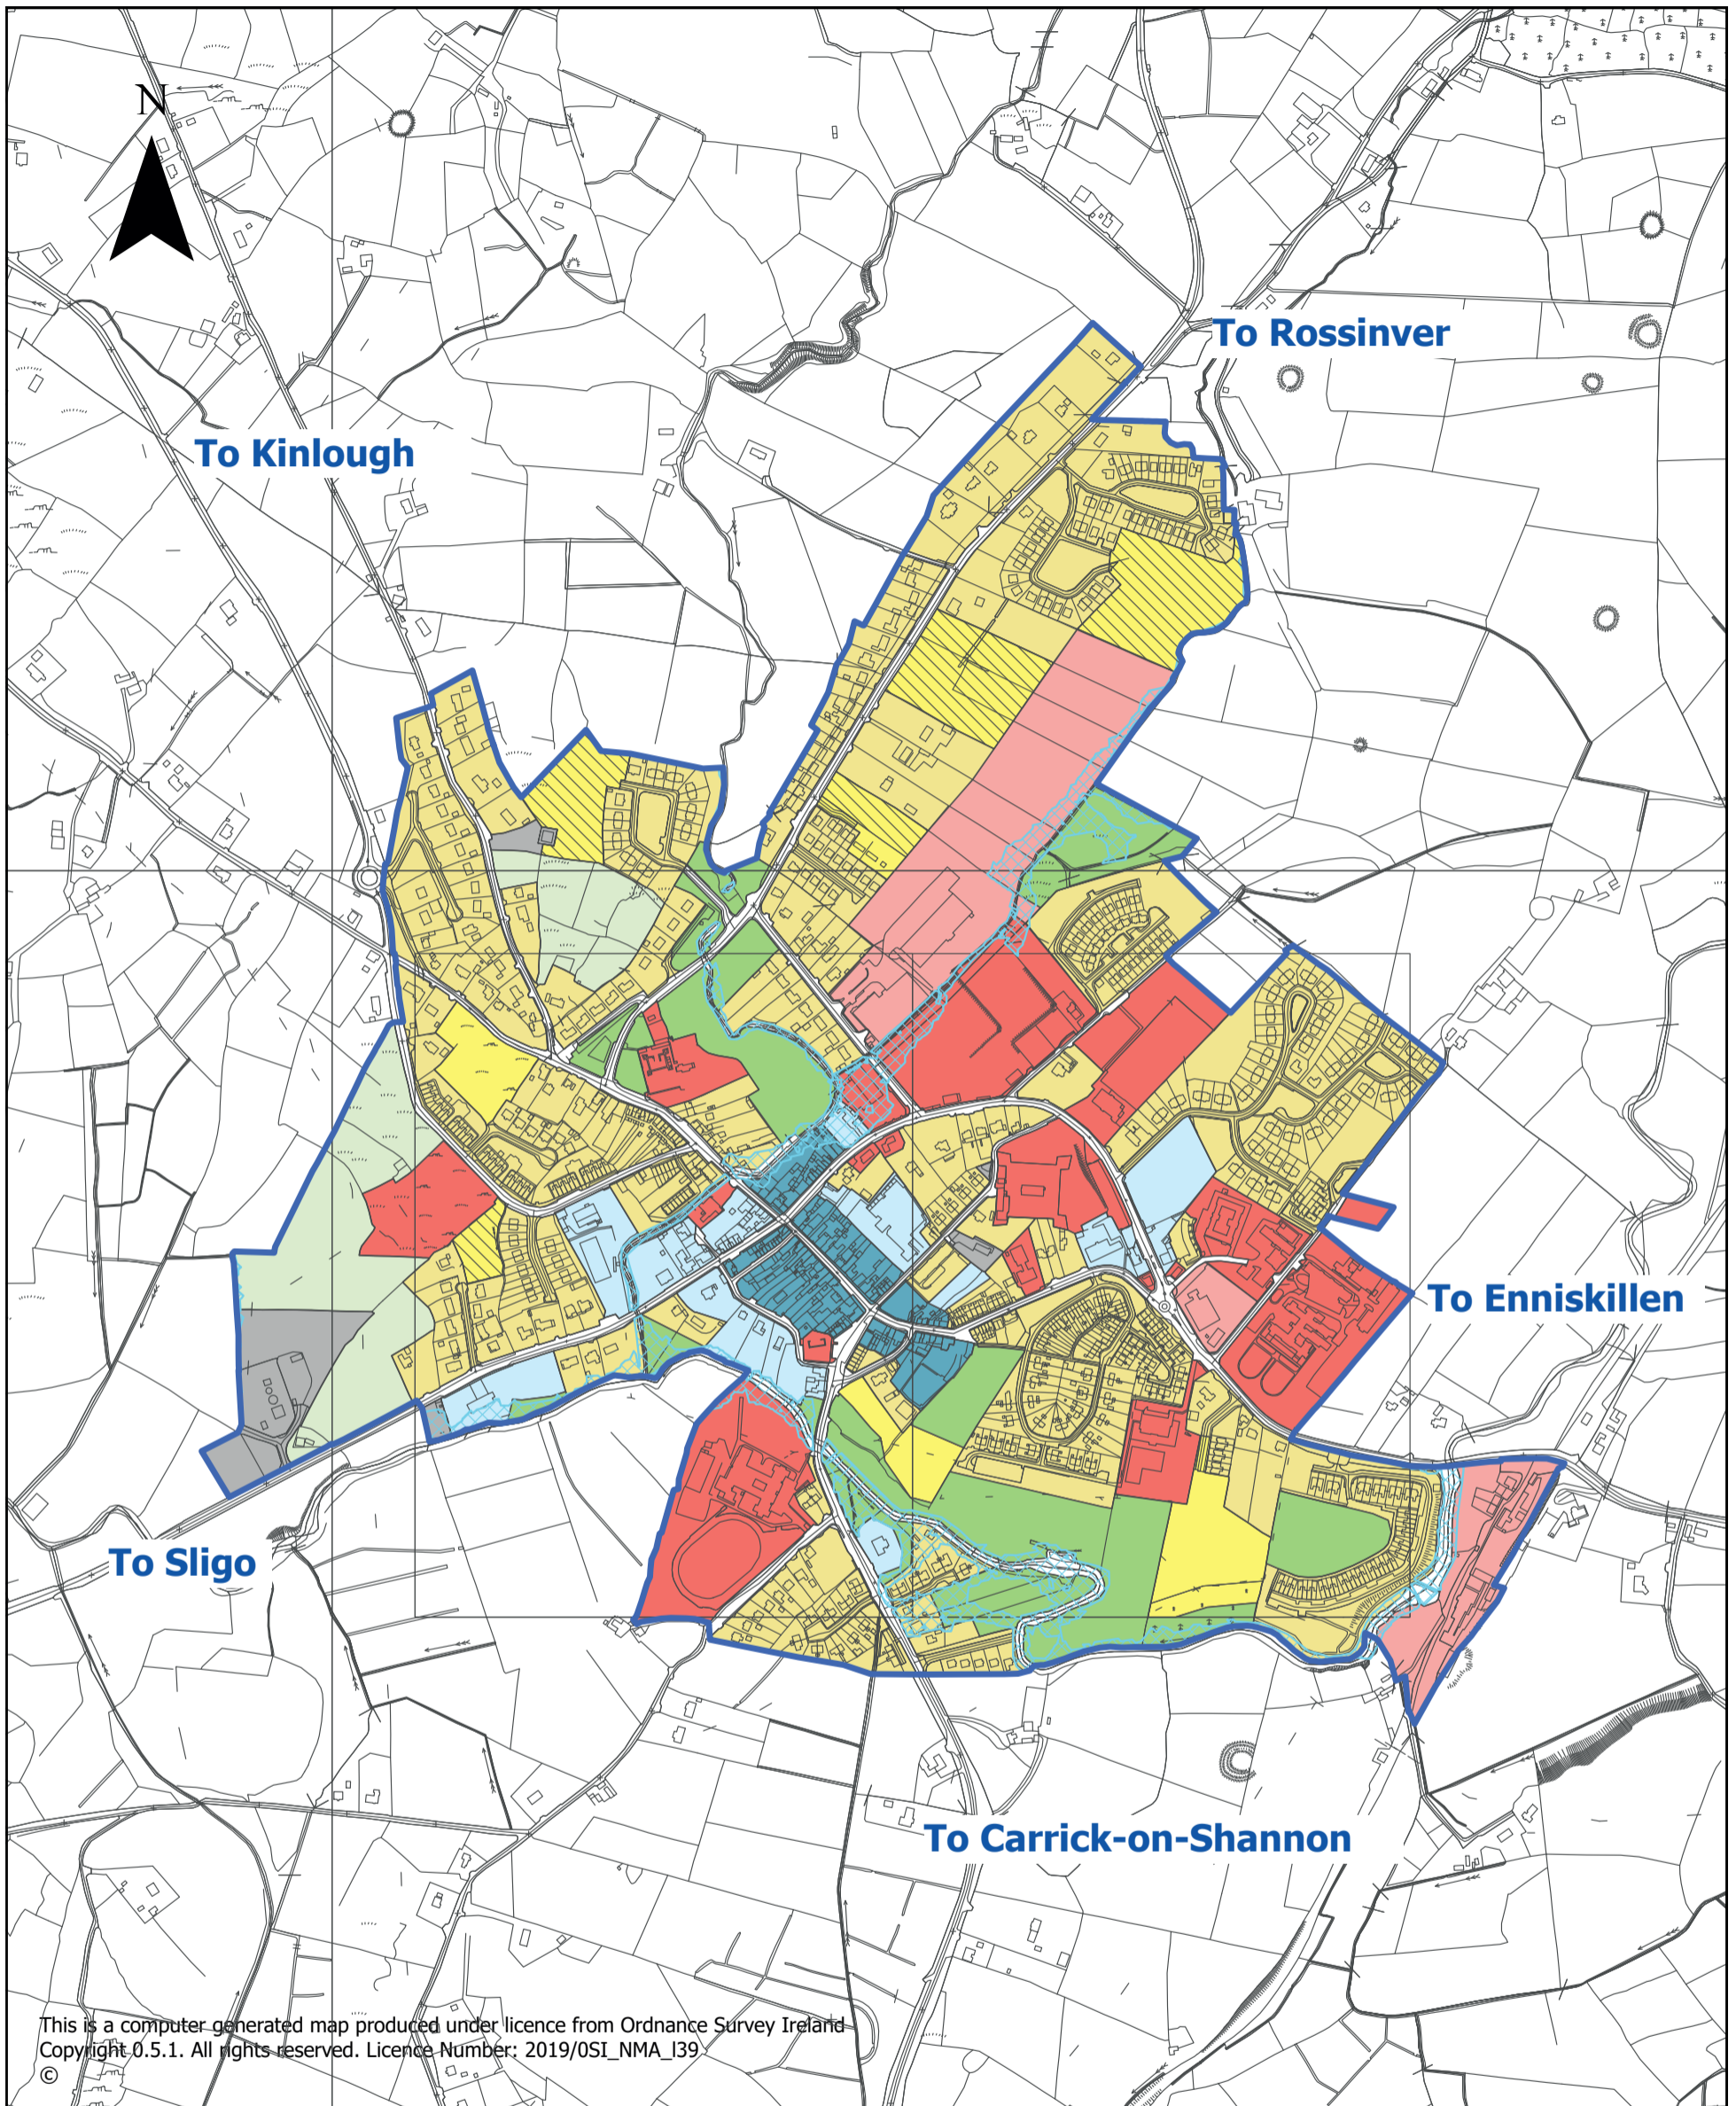 N
To Rossinver
To Kinlough
To Enniskillen
To Sligo
To Carrick-on-Shannon
This is a computer generated map produced under licence from Ordnance Survey Ireland
Copyright 0.5.1. All rights reserved. Licence Number: 2019/0SI_NMA_l39
©